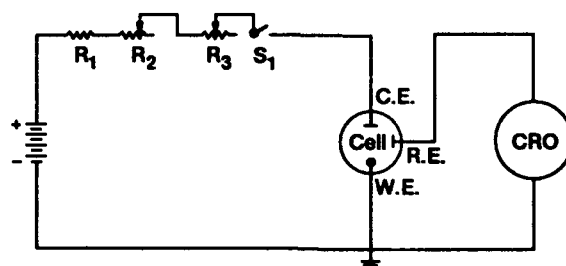 R1 R2 R3 S1
C.E.
+
-
Cell
R.E.
CRO
W.E.